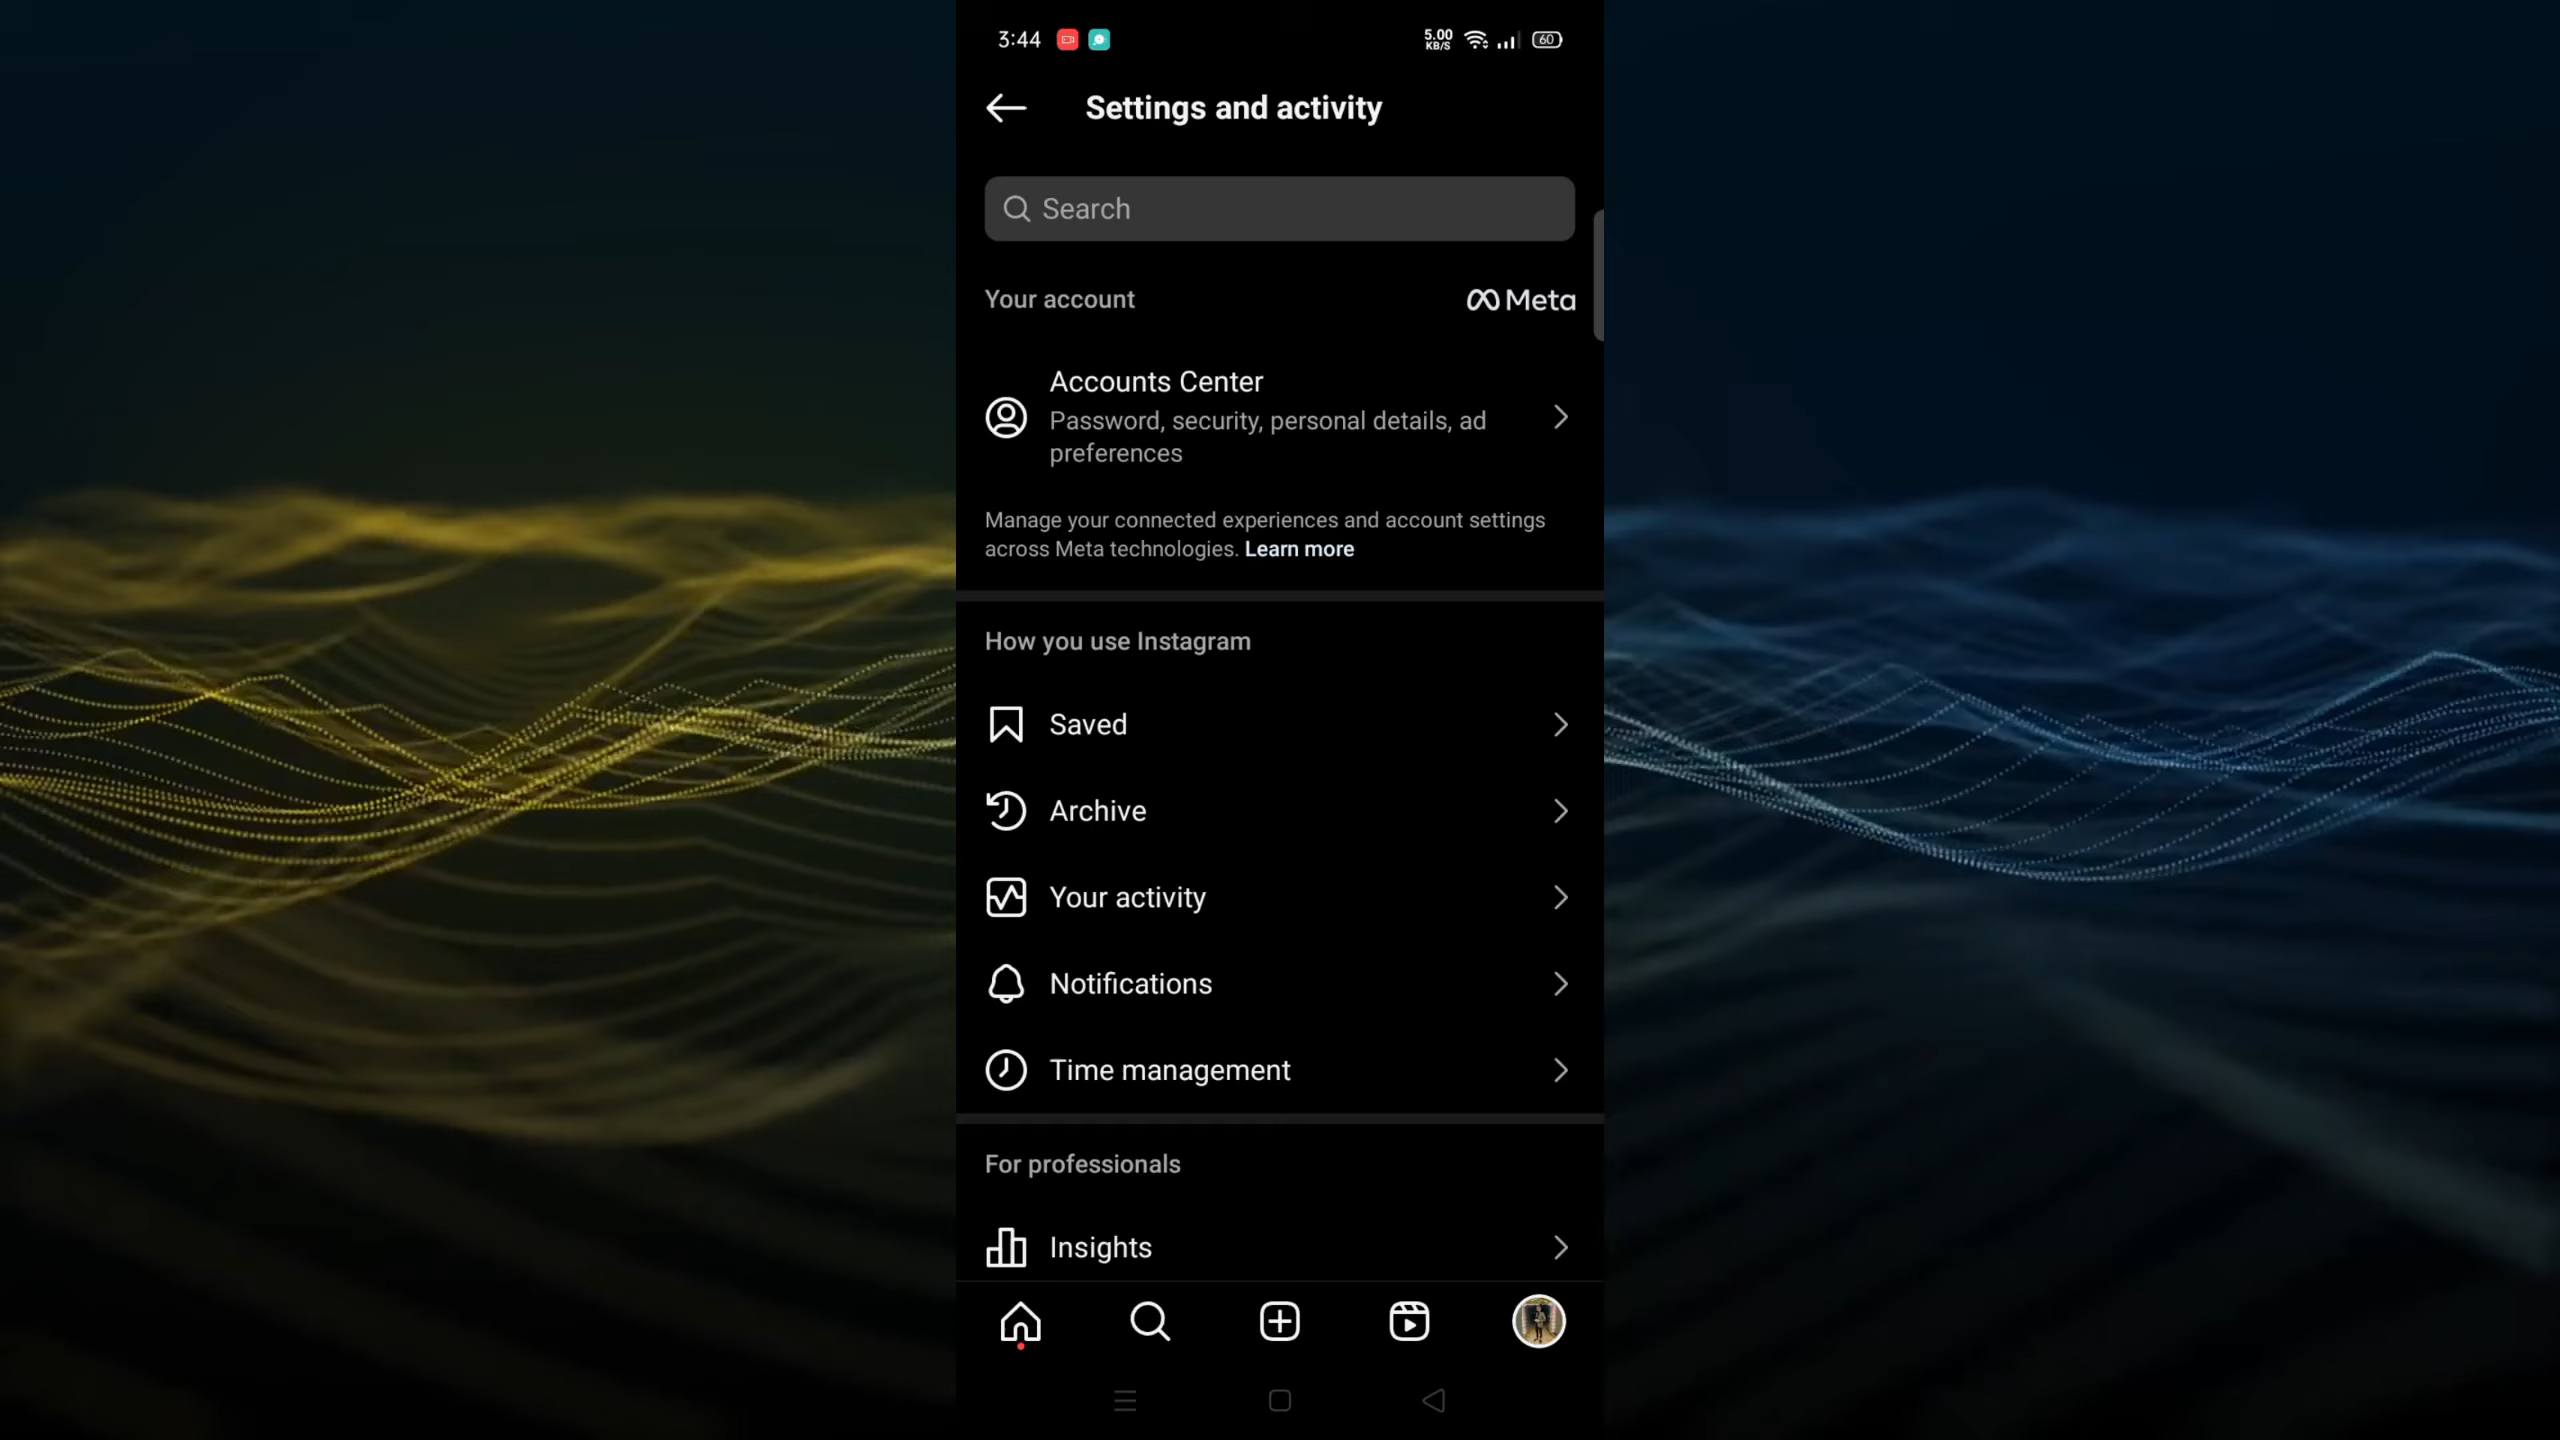 3:44
5.00
KB/S
60
Settings and activity
Search
Your account
Meta
Accounts Center
Password, security, personal details, ad
preferences
Manage your connected experiences and account settings
across Meta technologies. Learn more
How you use Instagram
Saved
Archive
Your activity
Notifications
Time management
For professionals
Insights